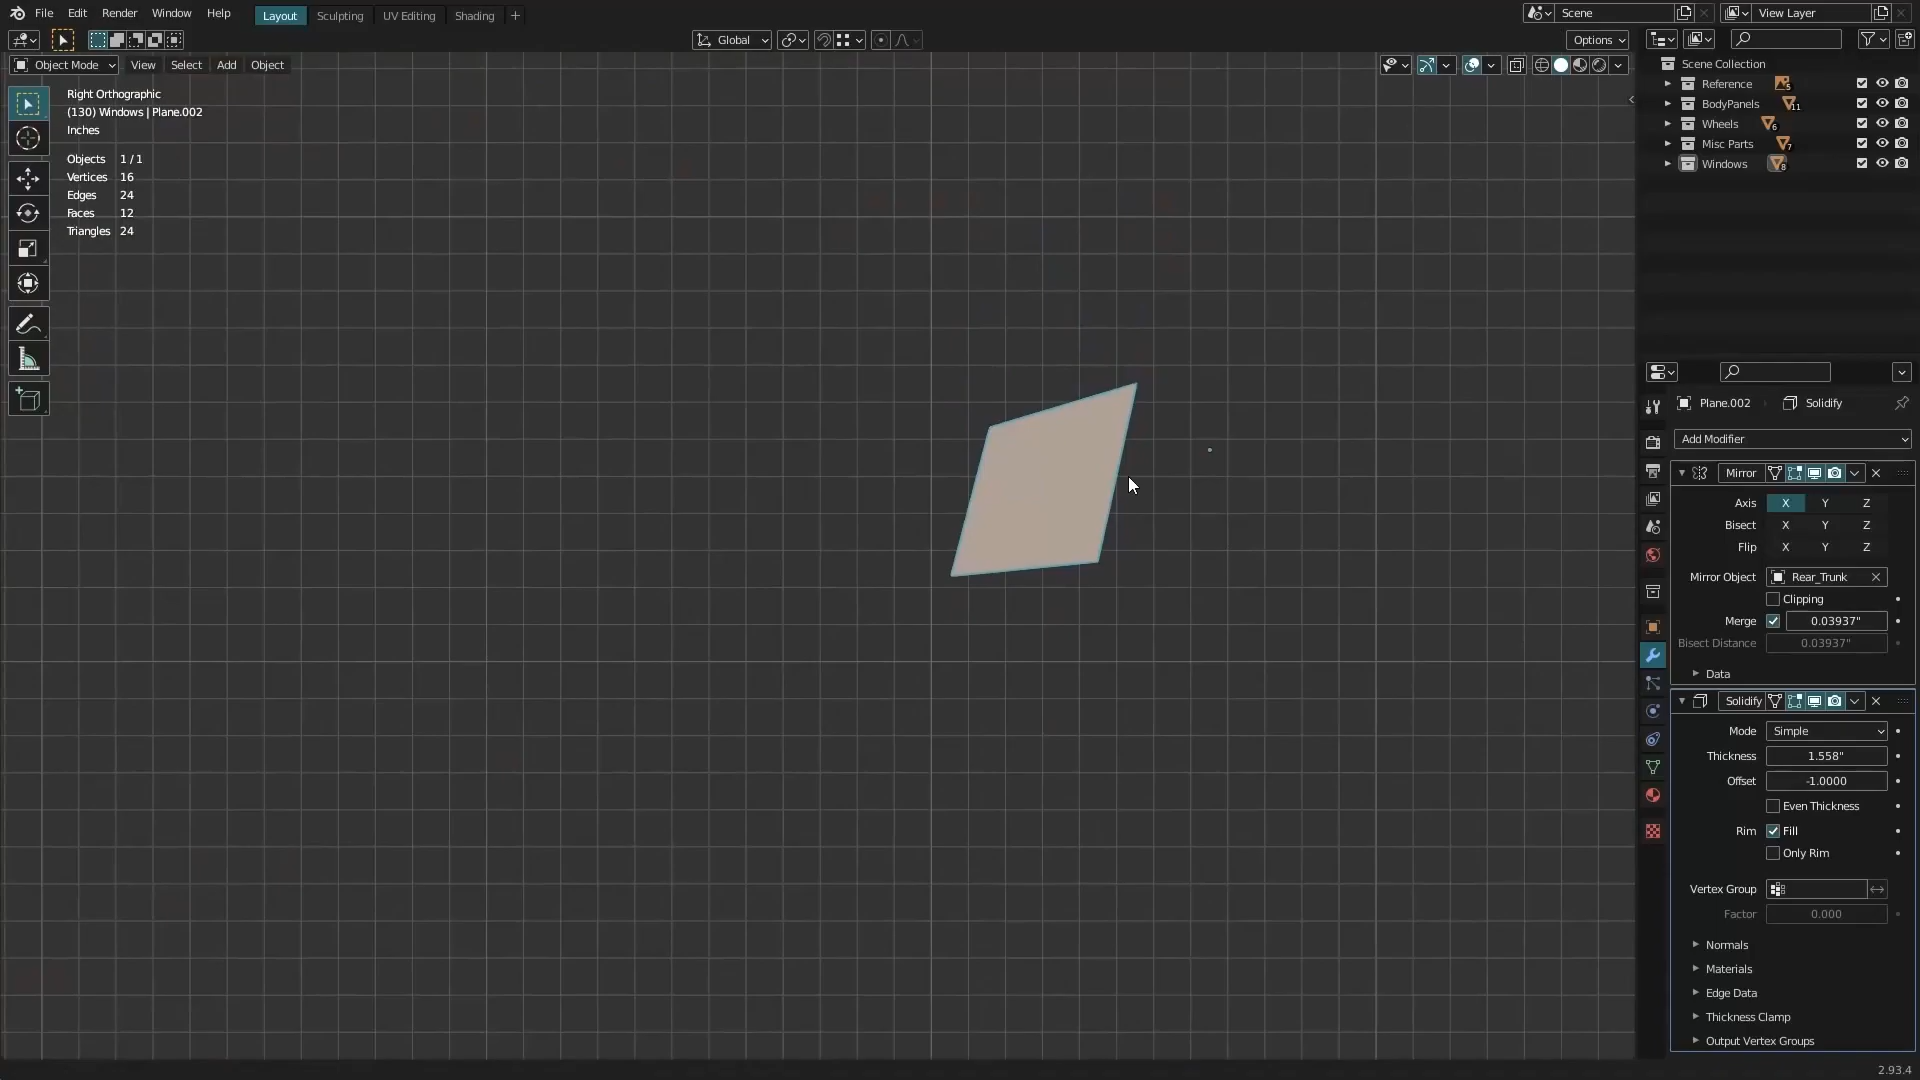 File Edit Render Window Help Layout Sculpting UV Editing Shading + Scene View Layer
Global Options
Object Mode View Select Add Object
Right Orthographic
(130) Windows | Plane.002
Inches
Objects 1 / 1
Vertices 16
Edges 24
Faces 12
Triangles 24
Scene Collection
Reference 5
BodyPanels 11
Wheels 6
Misc Parts 7
Windows 8
Plane.002 Solidify
Add Modifier
Mirror
Axis X Y Z
Bisect X Y Z
Flip X Y Z
Mirror Object Rear_Trunk
Clipping
Merge 0.03937"
Bisect Distance 0.03937"
Data
Solidify
Mode Simple
Thickness 1.558"
Offset -1.0000
Even Thickness
Rim Fill
Only Rim
Vertex Group
Factor 0.000
Normals
Materials
Edge Data
Thickness Clamp
Output Vertex Groups
2.93.4